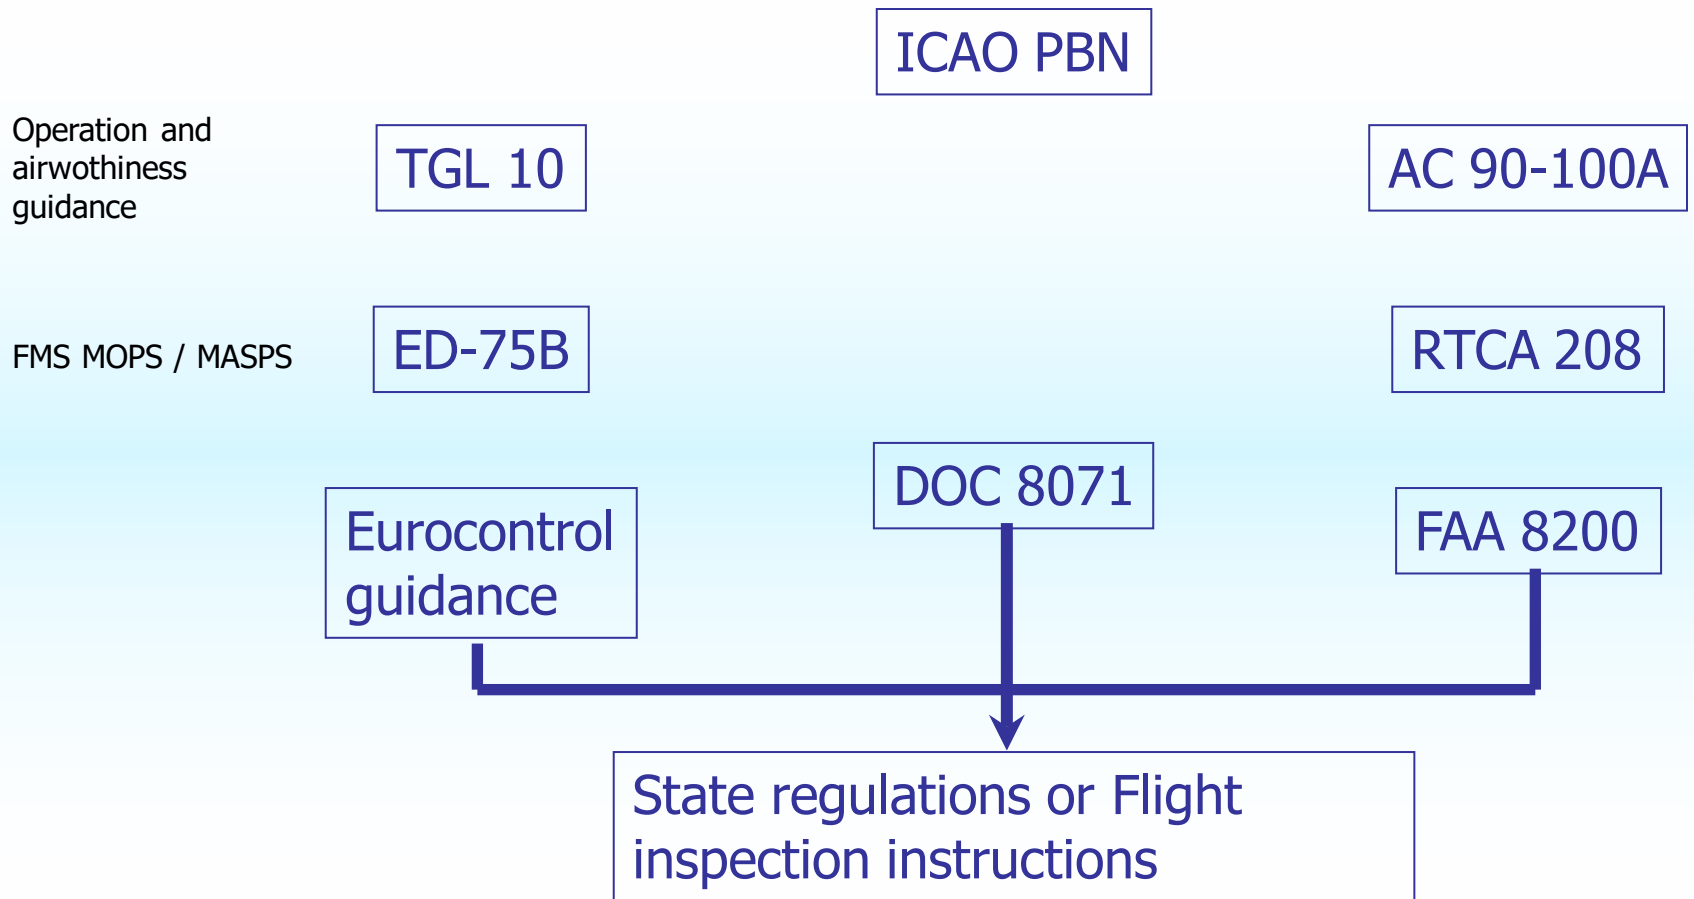 ICAO PBN
Operation and
airwothiness
guidance
TGL 10
AC 90-100A
FMS MOPS / MASPS
ED-75B
RTCA 208
Eurocontrol
guidance
DOC 8071
FAA 8200
State regulations or Flight
inspection instructions